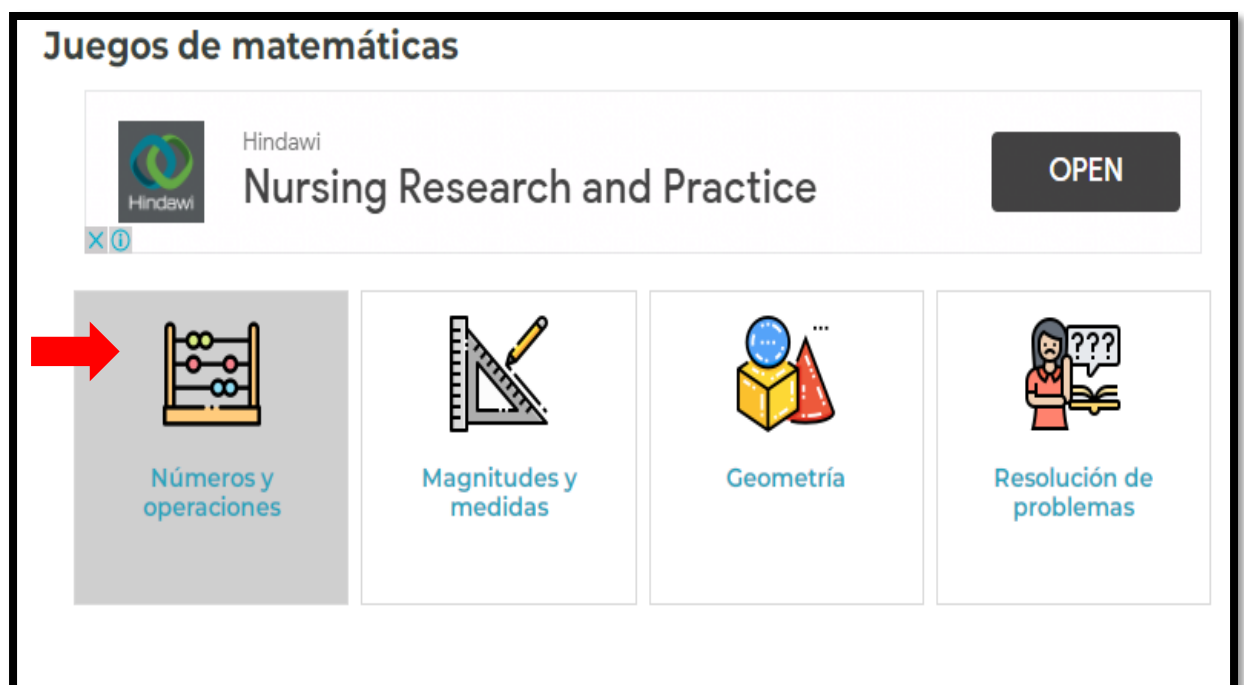 Juegos de matemáticas
Hindawi
Hindawi
Nursing Research and Practice
OPEN
???
Números y
operaciones
Magnitudes y
medidas
Geometría
Resolución de
problemas